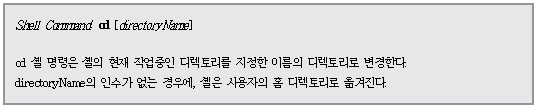 Shell Command cd [directoryName]
cd 셸 명령은 셸의 현재 작업중인 디렉토리를 지정한 이름의 디렉토리로 변경한다.
directoryName의 인수가 없는 경우에, 셸은 사용자의 홈 디렉토리로 옮겨진다.